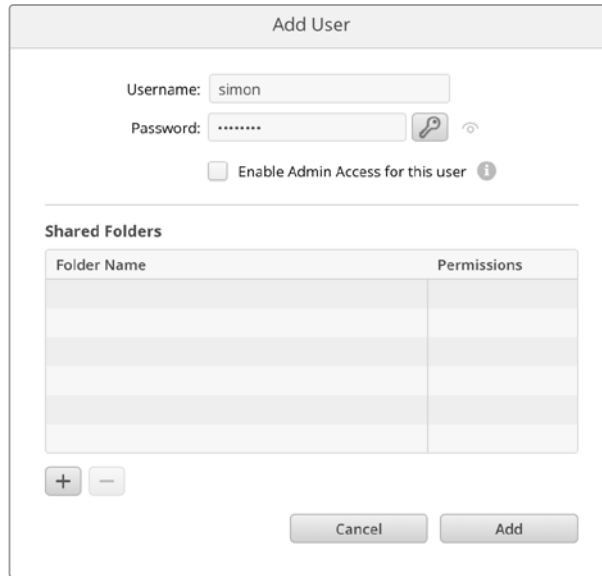 Add User
Username: simon
Password: ••••••••
Enable Admin Access for this user i
Shared Folders
Folder Name Permissions
+ −
Cancel Add